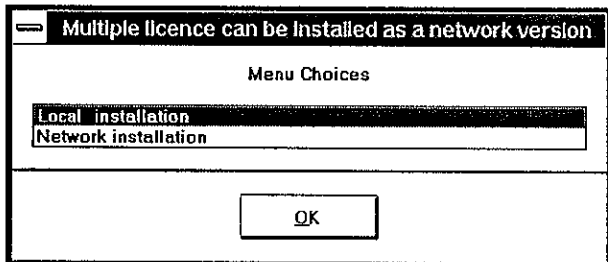 Multiple licence can be installed as a network version
Menu Choices
Local installation
Network installation
OK